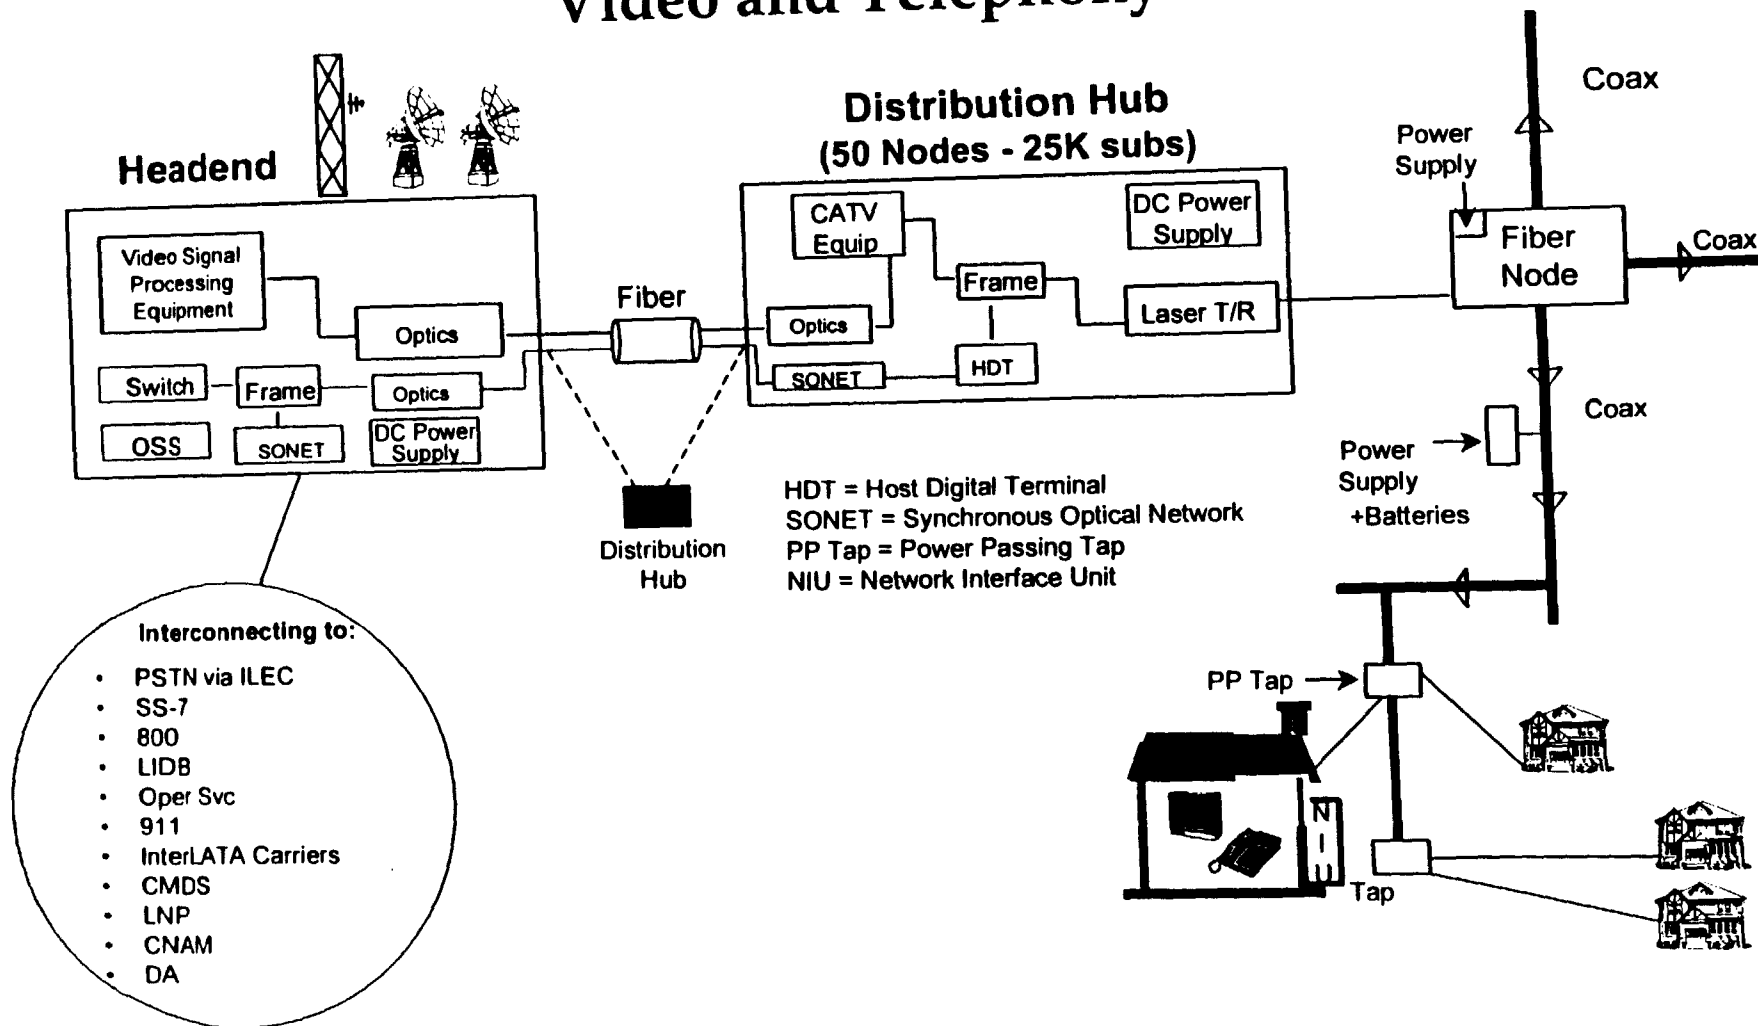 Video and Telephony
Headend
Video Signal
Processing
Equipment
Optics
Switch
Frame
Optics
OSS
SONET
DC Power
Supply
Fiber
Distribution
Hub
Distribution Hub
(50 Nodes - 25K subs)
CATV
Equip
DC Power
Supply
Frame
Optics
Laser T/R
SONET
HDT
HDT = Host Digital Terminal
SONET = Synchronous Optical Network
PP Tap = Power Passing Tap
NIU = Network Interface Unit
Coax
Power
Supply
Fiber
Node
Coax
Coax
Power
Supply
+Batteries
PP Tap
NIU
Tap
Interconnecting to:
• PSTN via ILEC
• SS-7
• 800
• LIDB
• Oper Svc
• 911
• InterLATA Carriers
• CMDS
• LNP
• CNAM
• DA